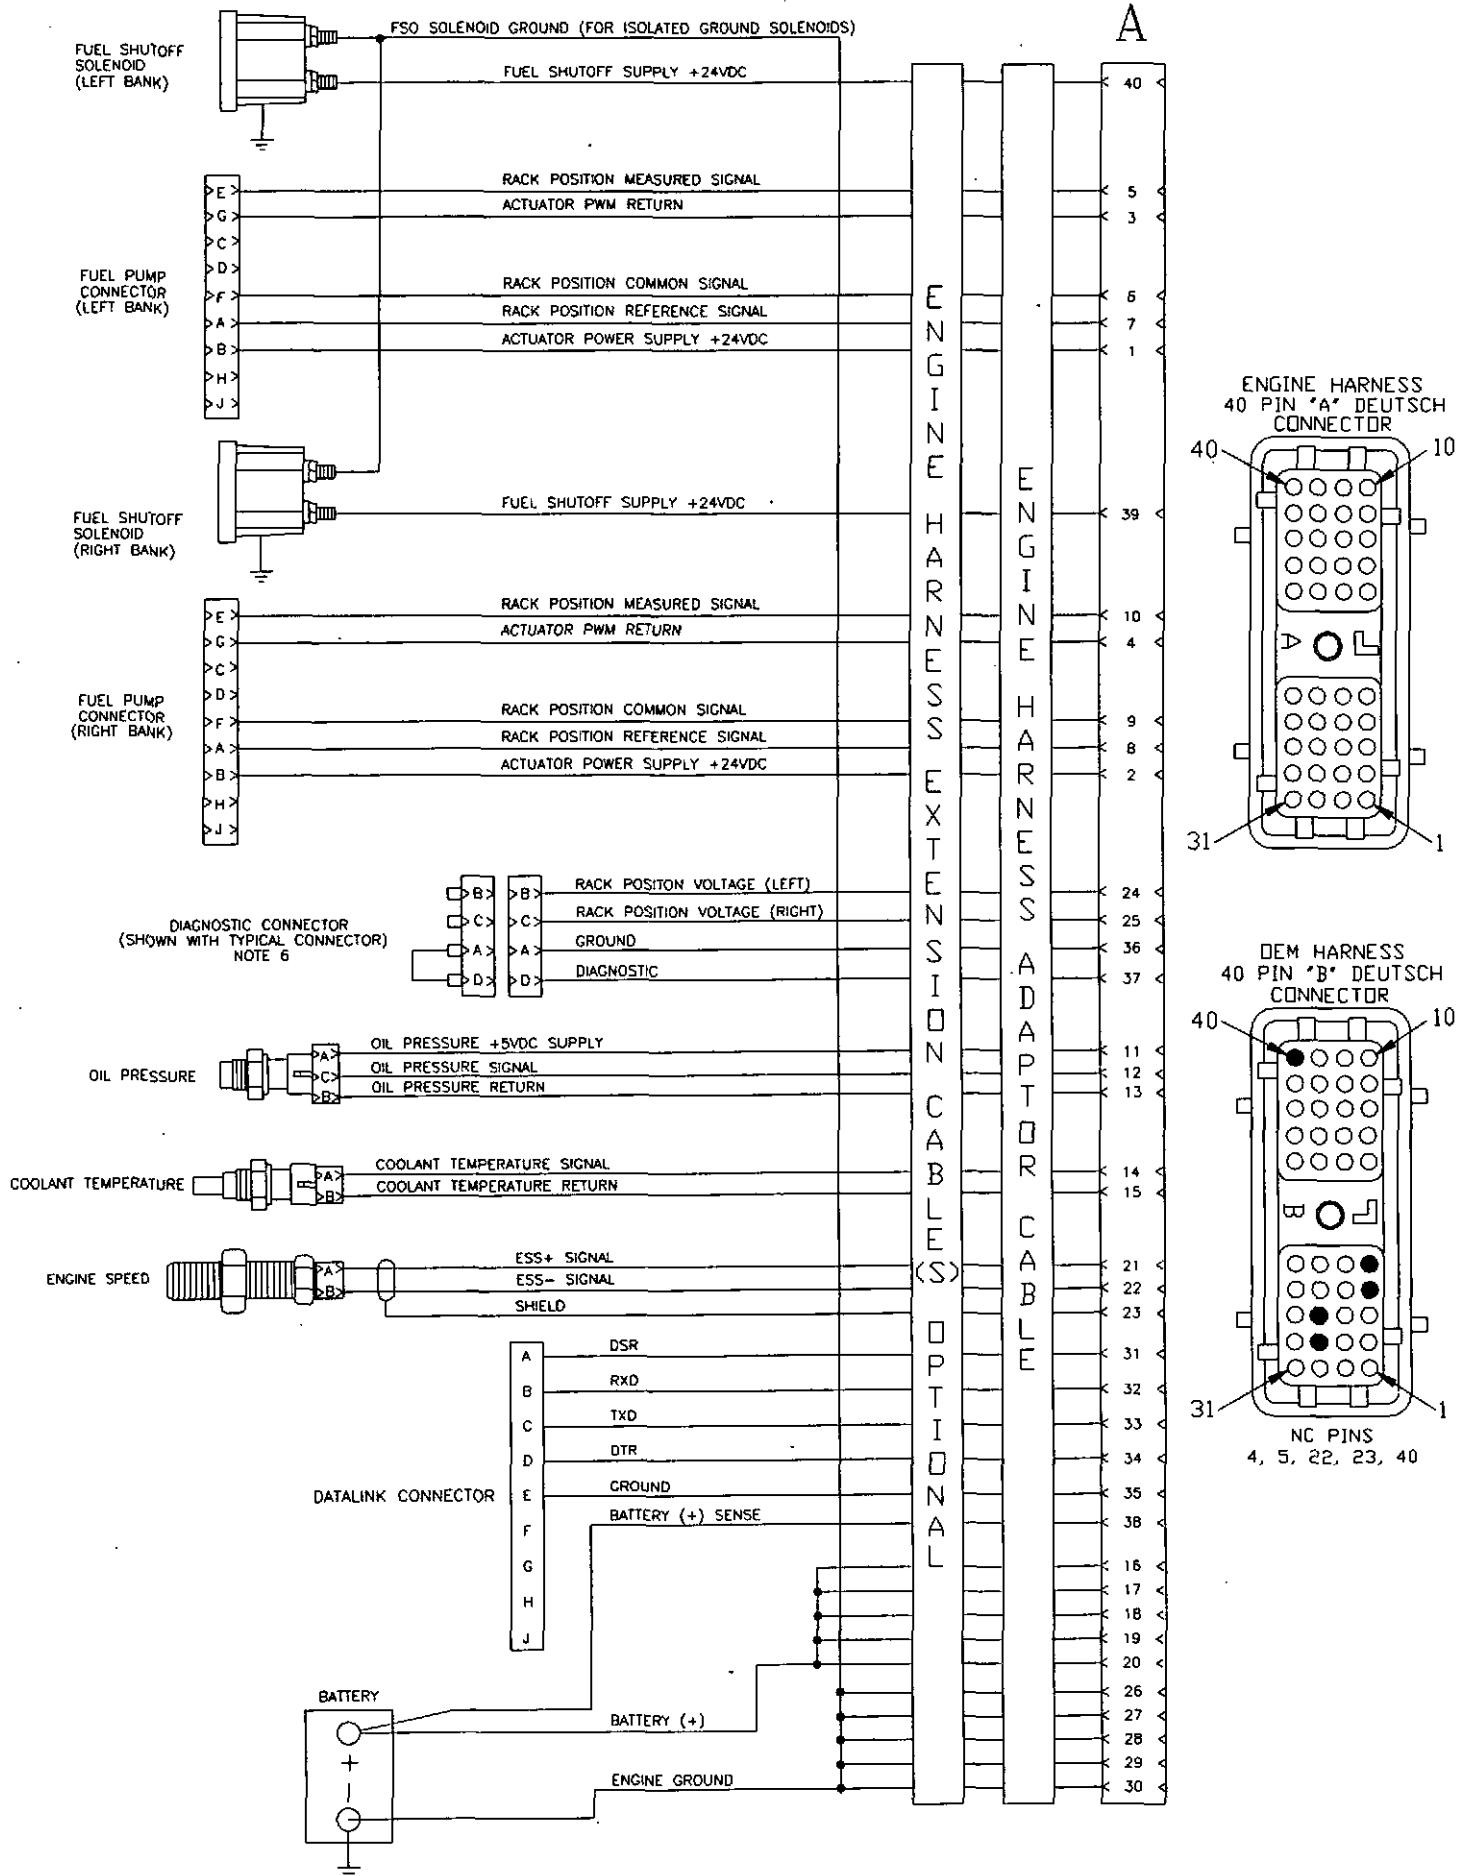 A
FSO SOLENOID GROUND (FOR ISOLATED GROUND SOLENOIDS)
FUEL SHUTOFF
SOLENOID
(LEFT BANK)
FUEL SHUTOFF SUPPLY +24VDC
40
RACK POSITION MEASURED SIGNAL
E
5
ACTUATOR PWM RETURN
G
3
C
D
FUEL PUMP
CONNECTOR
(LEFT BANK)
RACK POSITION COMMON SIGNAL
F
6
RACK POSITION REFERENCE SIGNAL
A
7
ACTUATOR POWER SUPPLY +24VDC
B
1
H
J
FUEL SHUTOFF
SOLENOID
(RIGHT BANK)
FUEL SHUTOFF SUPPLY +24VDC
39
RACK POSITION MEASURED SIGNAL
E
10
ACTUATOR PWM RETURN
G
4
C
D
FUEL PUMP
CONNECTOR
(RIGHT BANK)
RACK POSITION COMMON SIGNAL
F
9
RACK POSITION REFERENCE SIGNAL
A
8
ACTUATOR POWER SUPPLY +24VDC
B
2
H
J
DIAGNOSTIC CONNECTOR
(SHOWN WITH TYPICAL CONNECTOR)
NOTE 6
B B RACK POSITON VOLTAGE (LEFT) 24
C C RACK POSITION VOLTAGE (RIGHT) 25
A A GROUND 36
D D DIAGNOSTIC 37
OIL PRESSURE
A OIL PRESSURE +5VDC SUPPLY 11
C OIL PRESSURE SIGNAL 12
B OIL PRESSURE RETURN 13
COOLANT TEMPERATURE
A COOLANT TEMPERATURE SIGNAL 14
B COOLANT TEMPERATURE RETURN 15
ENGINE SPEED
A ESS+ SIGNAL 21
B ESS- SIGNAL 22
SHIELD 23
DATALINK CONNECTOR
A DSR 31
B RXD 32
C TXD 33
D DTR 34
E GROUND 35
F BATTERY (+) SENSE 38
G
H
J
16
17
18
19
20
26
27
28
29
30
BATTERY
+
-
BATTERY (+)
ENGINE GROUND
ENGINE HARNESS EXTENSION CABLE(S) OPTIONAL
ENGINE HARNESS ADAPTOR CABLE
ENGINE HARNESS
40 PIN "A" DEUTSCH
CONNECTOR
40
10
A
31
1
DEM HARNESS
40 PIN "B" DEUTSCH
CONNECTOR
40
10
B
31
1
NC PINS
4, 5, 22, 23, 40